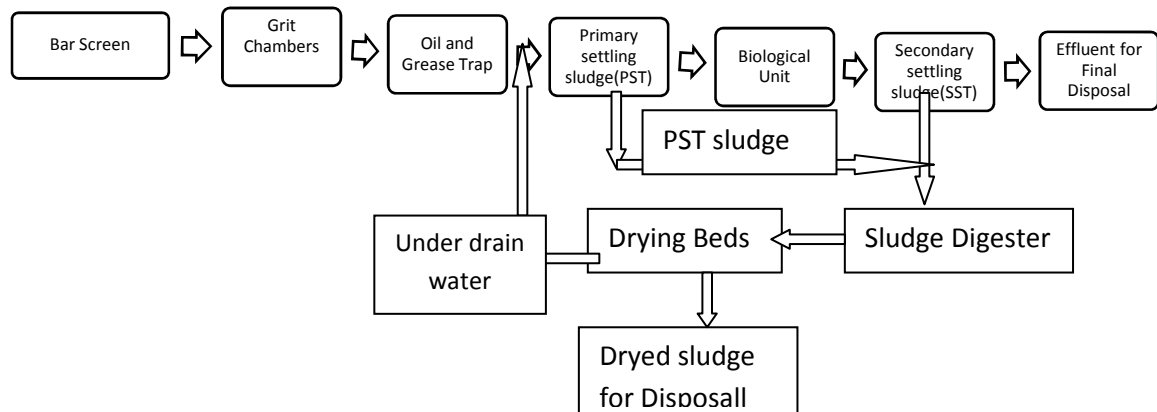 Bar Screen
Grit
Chambers
Oil and
Grease Trap
Primary
settling
sludge(PST)
Biological
Unit
Secondary
settling
sludge(SST)
Effluent for
Final
Disposal
PST sludge
Under drain
water
Drying Beds
Sludge Digester
Dryed sludge
for Disposall